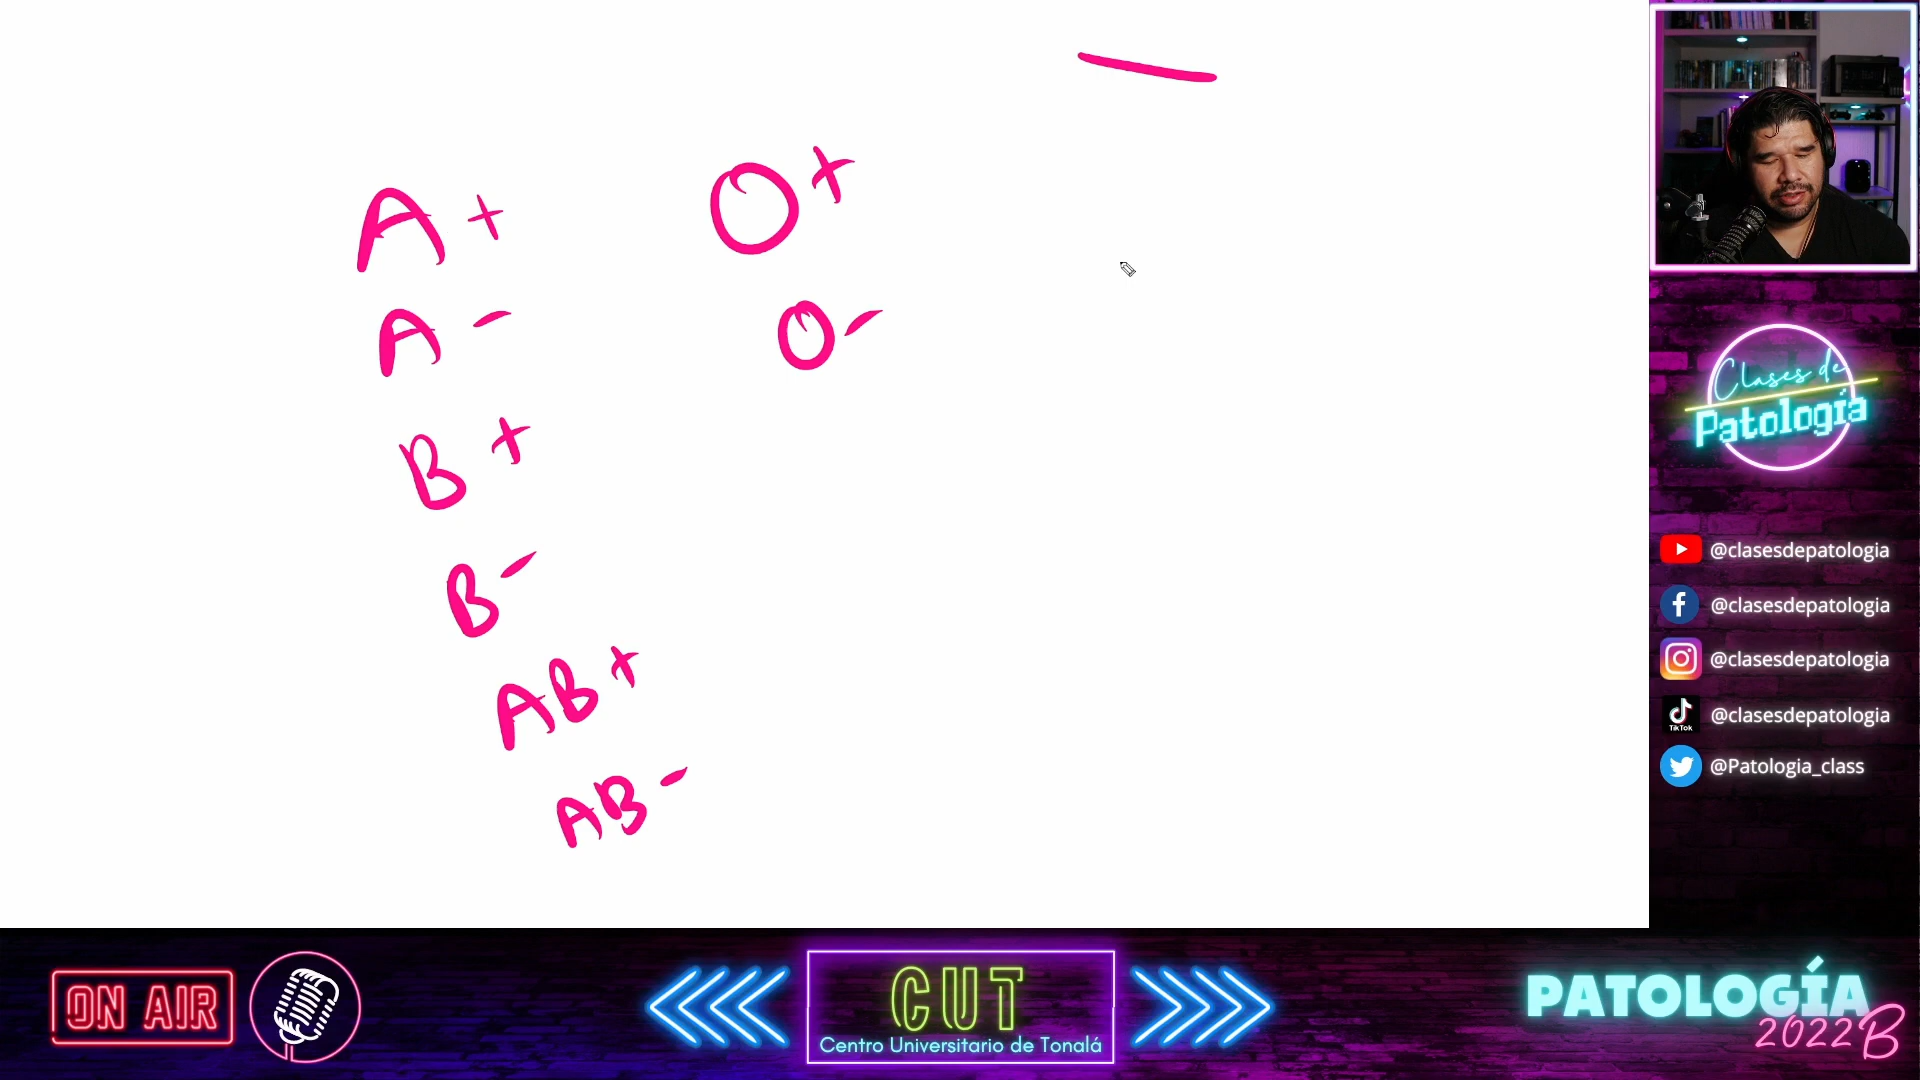 A+
A-
B+
B-
AB+
AB-
O+
O-
Clases de
Patología
@clasesdepatologia
@clasesdepatologia
@clasesdepatologia
TikTok
@clasesdepatologia
@Patologia_class
ON AIR
CUT
Centro Universitario de Tonalá
PATOLOGÍA
2022B